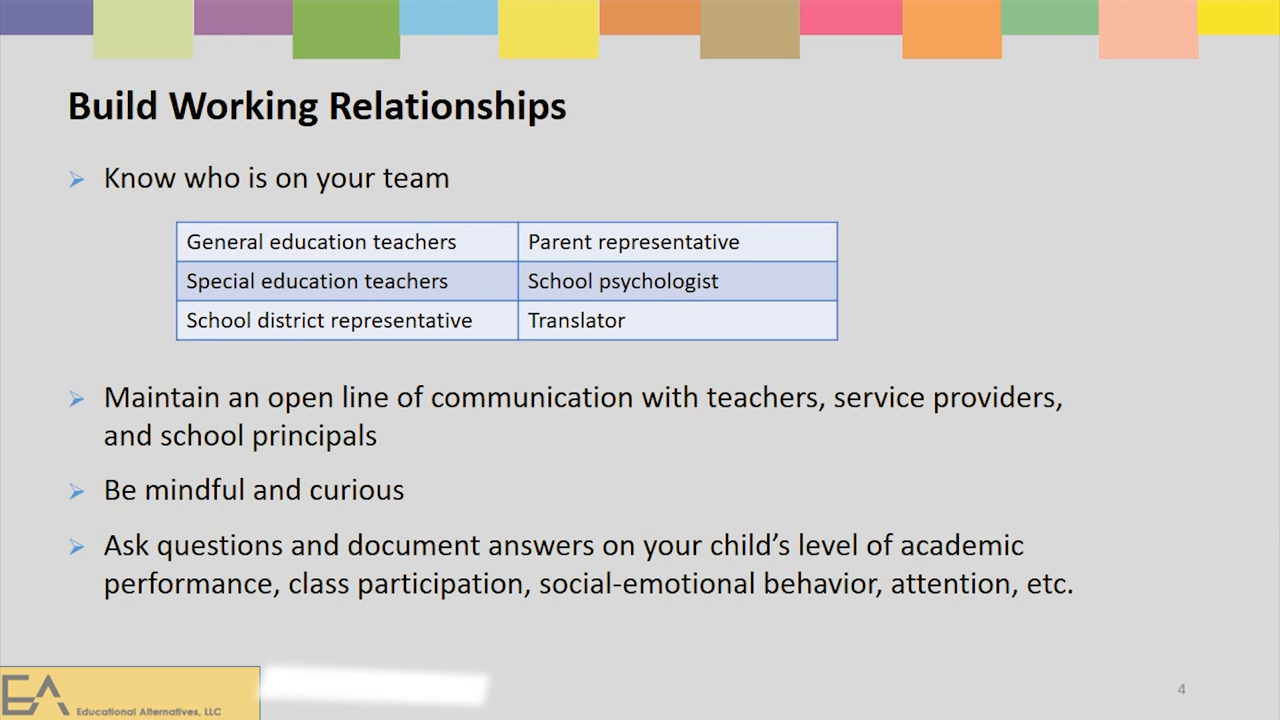 Build Working Relationships
Know who is on your team
General education teachers
Parent representative
Special education teachers
School psychologist
School district representative
Translator
Maintain an open line of communication with teachers, service providers,
and school principals
Be mindful and curious
Ask questions and document answers on your child’s level of academic
performance, class participation, social-emotional behavior, attention, etc.
EA
Educational Alternatives, LLC
4